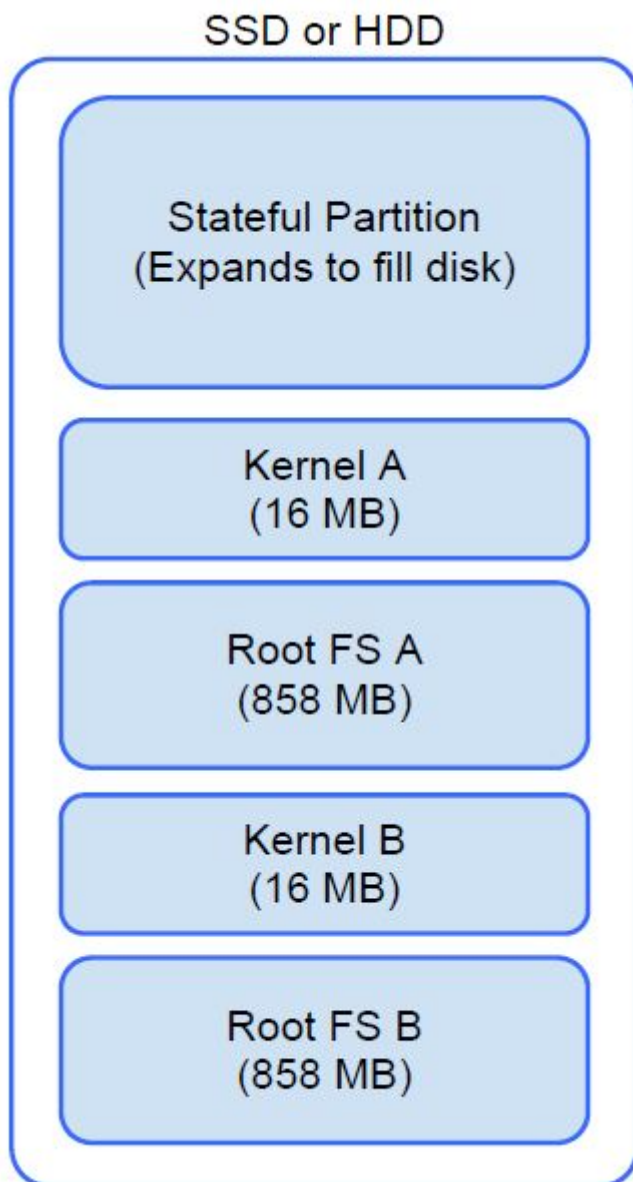 SSD or HDD
Stateful Partition
(Expands to fill disk)
Kernel A
(16 MB)
Root FS A
(858 MB)
Kernel B
(16 MB)
Root FS B
(858 MB)